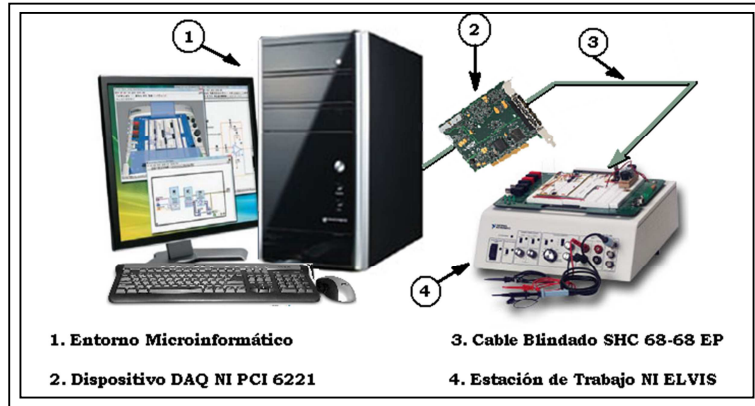 1
2
3
4
1. Entorno Microinformático
3. Cable Blindado SHC 68-68 EP
2. Dispositivo DAQ NI PCI 6221
4. Estación de Trabajo NI ELVIS